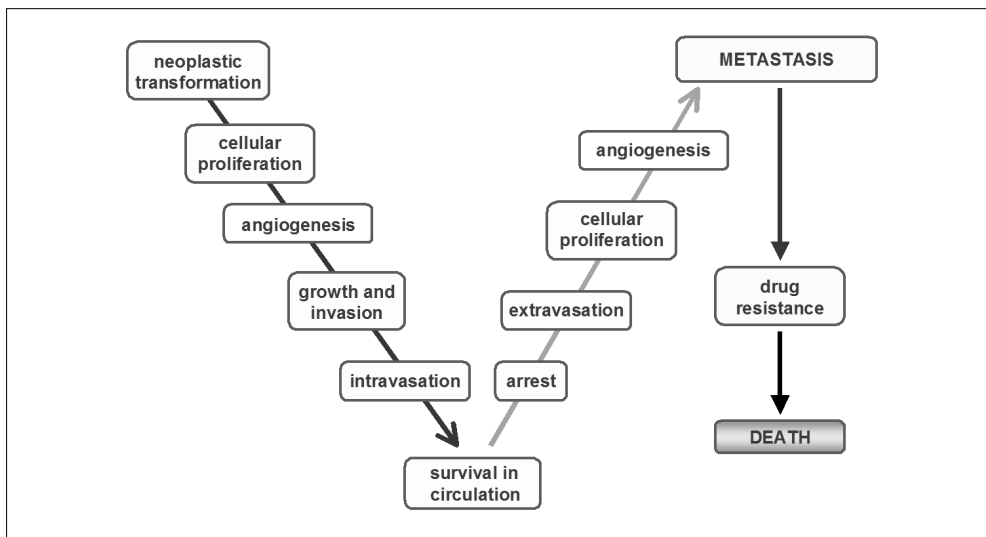 neoplastic
transformation
cellular
proliferation
angiogenesis
growth and
invasion
intravasation
survival in
circulation
arrest
extravasation
cellular
proliferation
angiogenesis
METASTASIS
drug
resistance
DEATH